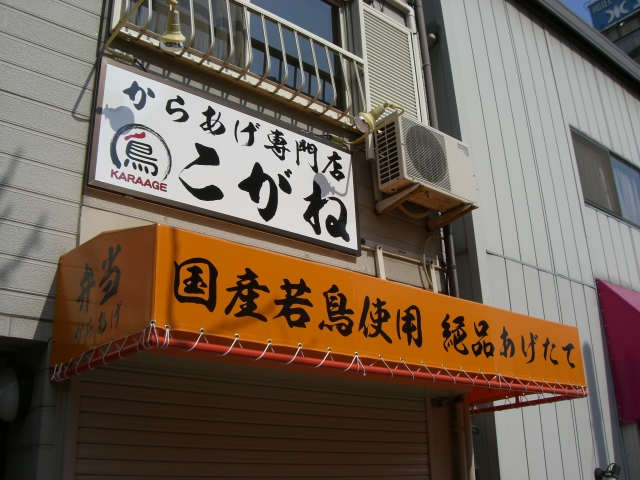 からあげ専門店
鳥
KARAAGE
こがね
弁当
からあげ
国産若鳥使用 絶品あげたて